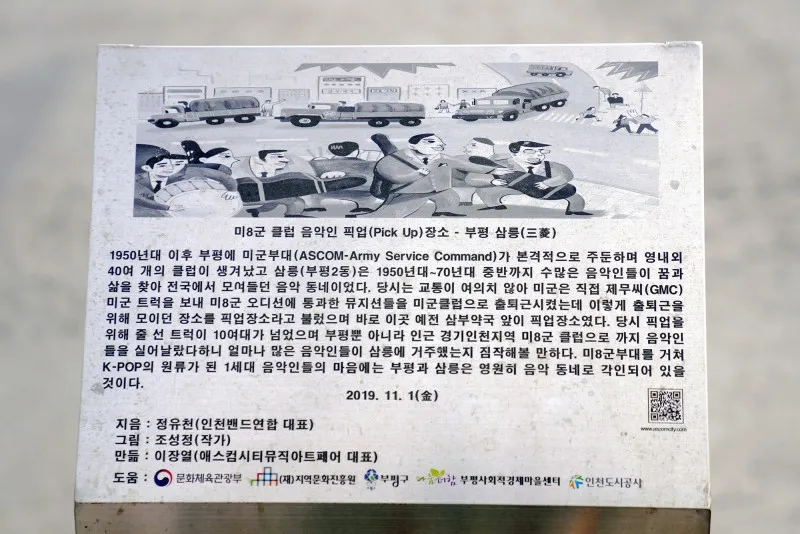 미8군 클럽 음악인 픽업(Pick Up)장소 - 부평 삼릉(三菱)
1950년대 이후 부평에 미군부대(ASCOM-Army Service Command)가 본격적으로 주둔하며 영내외
40여 개의 클럽이 생겨났고 삼릉(부평2동)은 1950년대~70년대 중반까지 수많은 음악인들이 꿈과
삶을 찾아 전국에서 모여들던 음악 동네이었다. 당시는 교통이 여의치 않아 미군은 직접 제무씨(GMC)
미군 트럭을 보내 미8군 오디션에 통과한 뮤지션들을 미군클럽으로 출퇴근시켰는데 이렇게 출퇴근을
위해 모이던 장소를 픽업장소라고 불렀으며 바로 이곳 예전 삼부약국 앞이 픽업장소였다. 당시 픽업을
위해 줄 선 트럭이 10여대가 넘었으며 부평뿐 아니라 인근 경기인천지역 미8군 클럽으로 까지 음악인
들을 실어날랐다하니 얼마나 많은 음악인들이 삼릉에 거주했는지 짐작해볼 만하다. 미8군부대를 거쳐
K-POP의 원류가 된 1세대 음악인들의 마음에는 부평과 삼릉은 영원히 음악 동네로 각인되어 있을
것이다.
2019. 11. 1(金)
www.ascomcity.com
지음 : 정유천(인천밴드연합 대표)
그림 : 조성정(작가)
만듦 : 이장열(애스컴시티뮤직아트페어 대표)
도움 : 문화체육관광부 (재)지역문화진흥원 부평구 부평사회적경제마을센터 인천도시공사